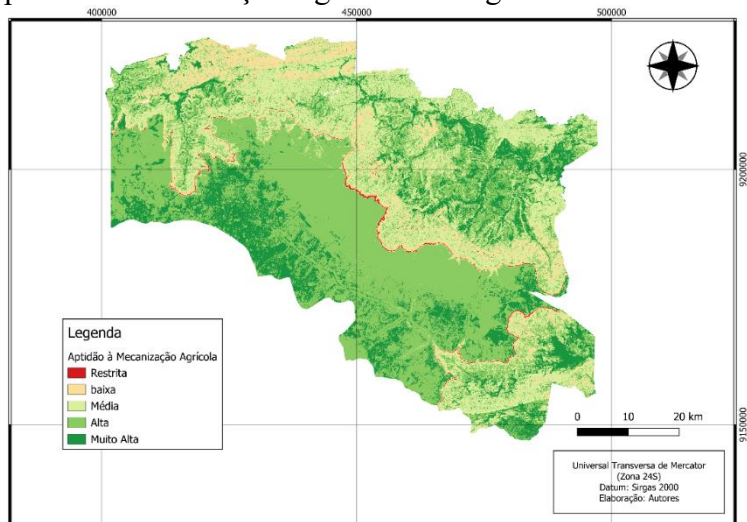 400000
450000
500000
9200000
9150000
Legenda
Aptidão à Mecanização Agrícola
Restrita
baixa
Média
Alta
Muito Alta
0 10 20 km
Universal Transversa de Mercator
(Zona 24S)
Datum: Sirgas 2000
Elaboração: Autores